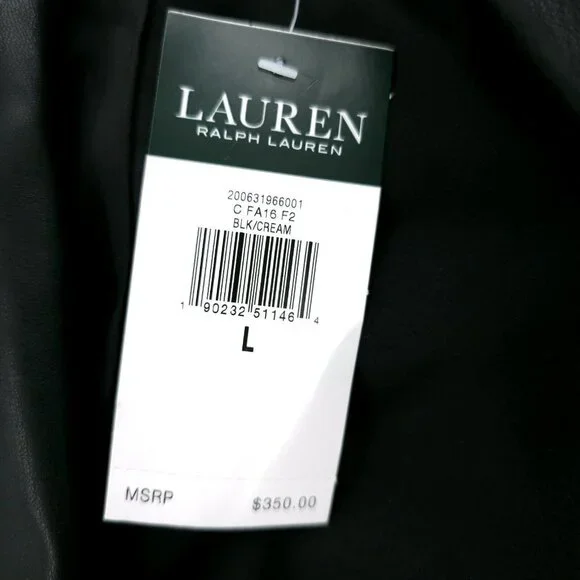 LAUREN
RALPH LAUREN
200631966001
C FA16 F2
BLK/CREAM
1 90232 51146 4
L
MSRP $350.00